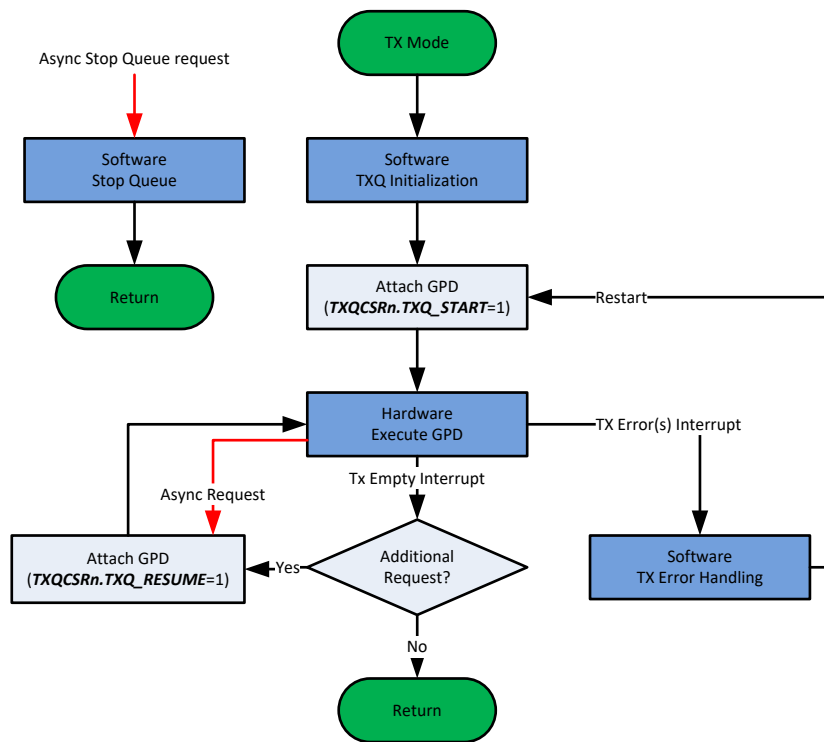 TX Mode
Async Stop Queue request
Software
Stop Queue
Software
TXQ Initialization
Return
Attach GPD
(TXQCSRn.TXQ_START=1)
Restart
Hardware
Execute GPD
TX Error(s) Interrupt
Tx Empty Interrupt
Async Request
Attach GPD
(TXQCSRn.TXQ_RESUME=1)
Yes
Additional
Request?
Software
TX Error Handling
No
Return